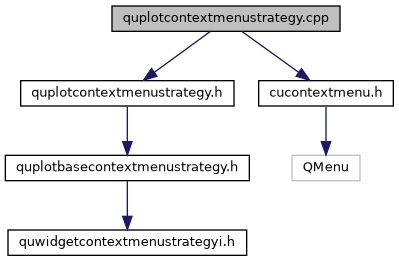 quplotcontextmenustrategy.cpp
quplotcontextmenustrategy.h
cucontextmenu.h
quplotbasecontextmenustrategy.h
QMenu
quwidgetcontextmenustrategyi.h